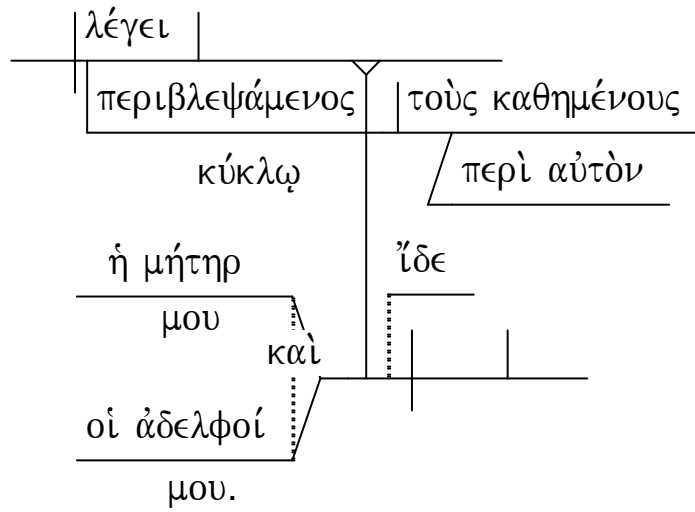 λέγει
περιβλεψάμενος τοὺς καθημένους
κύκλῳ περὶ αὐτὸν
ἡ μήτηρ ἴδε
μου
καὶ
οἱ ἀδελφοί
μου.